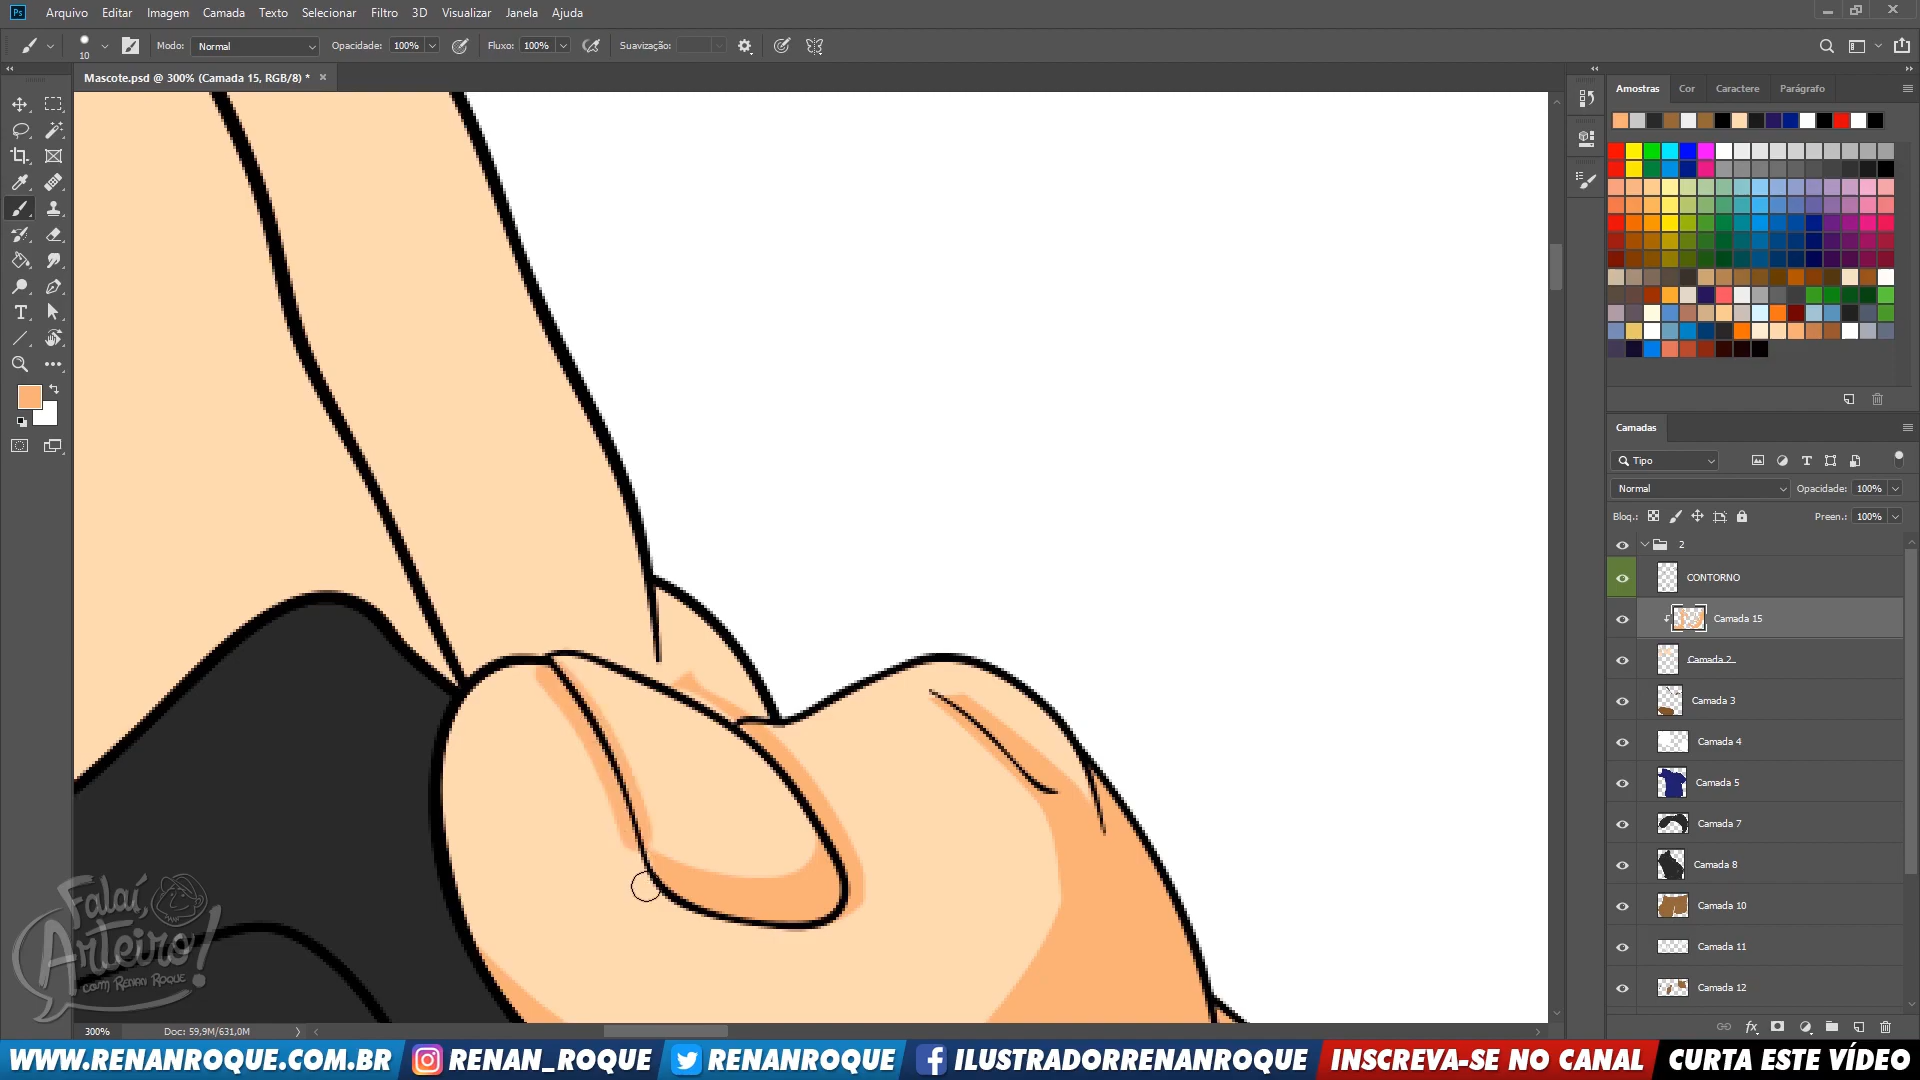 Ps Arquivo Editar Imagem Camada Texto Selecionar Filtro 3D Visualizar Janela Ajuda
10 Modo: Normal Opacidade: 100% Fluxo: 100% Suavização:
Mascote.psd @ 300% (Camada 15, RGB/8) *
Amostras Cor Caractere Parágrafo
Camadas
Tipo
Normal Opacidade: 100%
Bloq.: Preen.: 100%
2
CONTORNO
Camada 15
Camada 2
Camada 3
Camada 4
Camada 5
Camada 7
Camada 8
Camada 10
Camada 11
Camada 12
Falaí,
Arteiro!
com Renan Roque
300% Doc: 59,9M/631,0M
WWW.RENANROQUE.COM.BR RENAN_ROQUE RENANROQUE ILUSTRADORRENANROQUE INSCREVA-SE NO CANAL CURTA ESTE VÍDEO